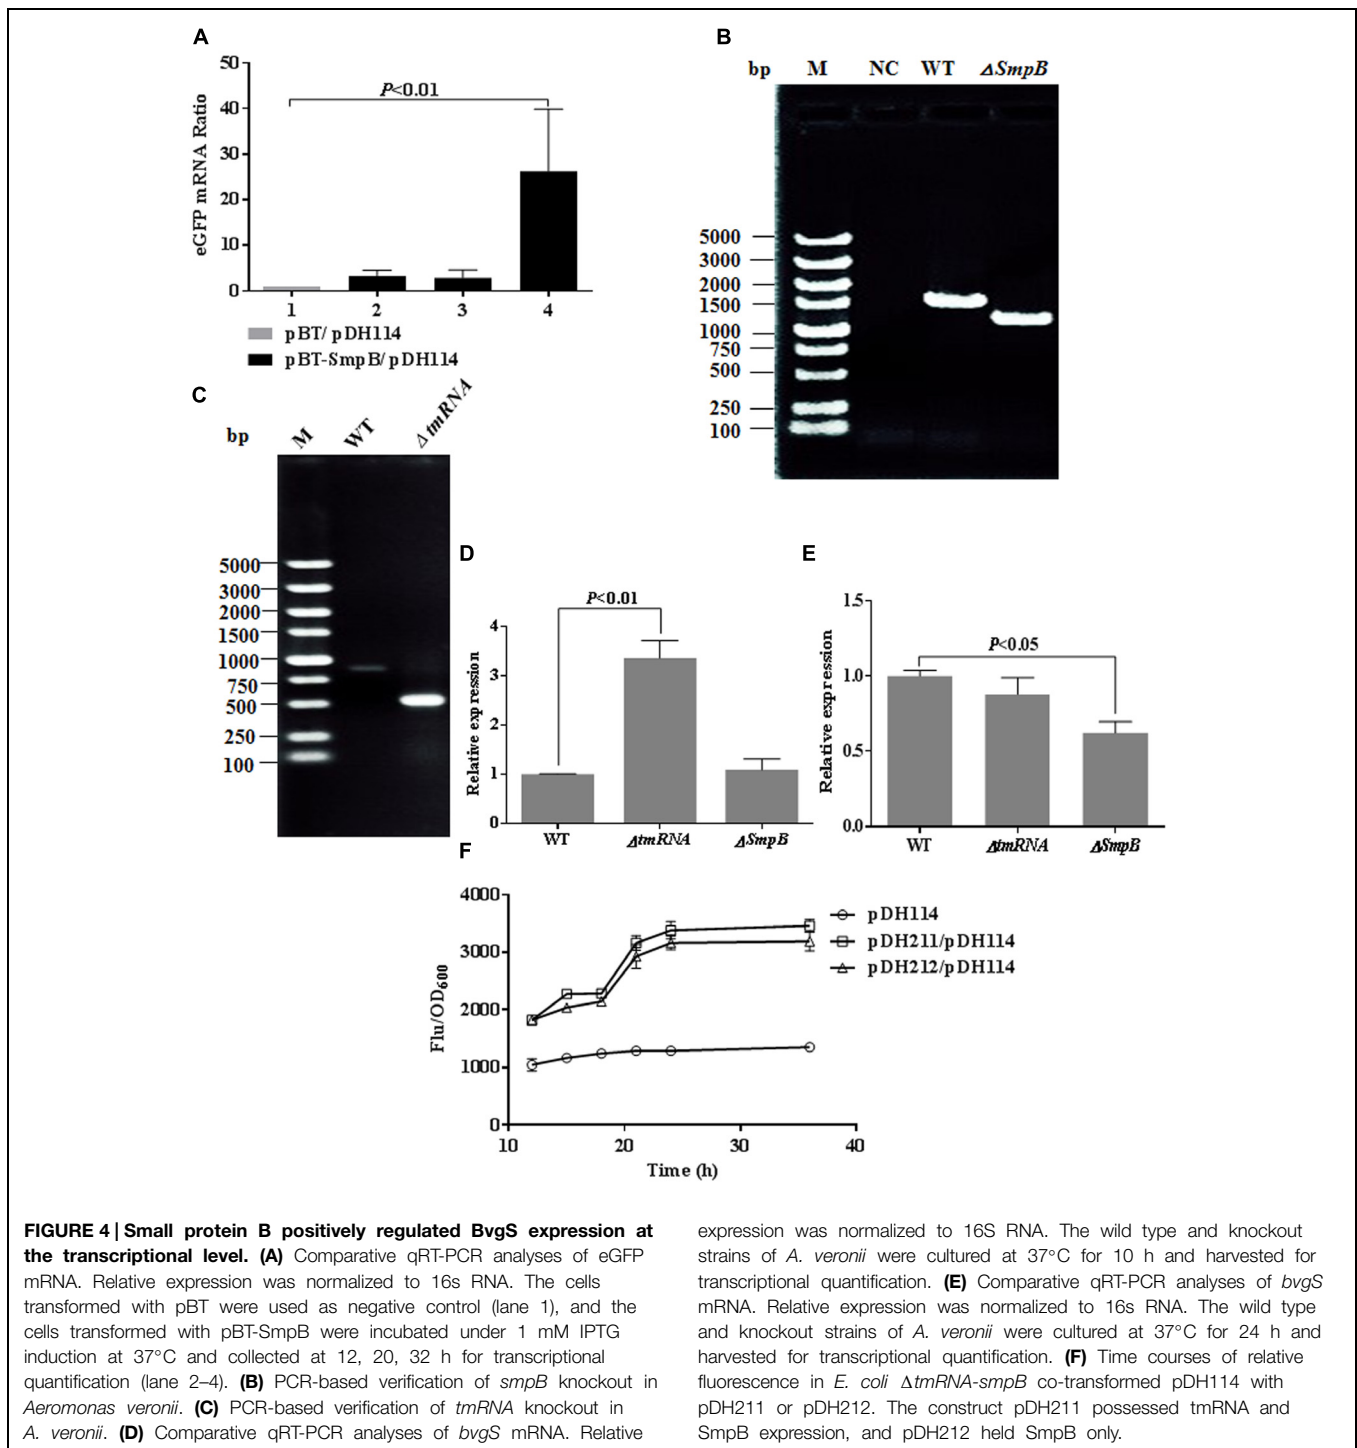 A
50
40
30
20
10
0
eGFP mRNA Ratio
P<0.01
1 2 3 4
pBT/ pDH114
pBT-SmpB/pDH114
B
bp M NC WT ΔSmpB
5000
3000
2000
1500
1000
750
500
250
100
C
bp M WT ΔtmRNA
5000
3000
2000
1500
1000
750
500
250
100
D
P<0.01
4
3
2
1
0
Relative expression
WT ΔtmRNA ΔSmpB
E
1.5
1.0
0.5
0.0
Relative expression
P<0.05
WT ΔtmRNA ΔSmpB
F
4000
3000
2000
1000
0
Flu/OD600
10 20 30 40
Time (h)
pDH114
pDH211/pDH114
pDH212/pDH114
FIGURE 4 | Small protein B positively regulated BvgS expression at
the transcriptional level. (A) Comparative qRT-PCR analyses of eGFP
mRNA. Relative expression was normalized to 16s RNA. The cells
transformed with pBT were used as negative control (lane 1), and the
cells transformed with pBT-SmpB were incubated under 1 mM IPTG
induction at 37°C and collected at 12, 20, 32 h for transcriptional
quantification (lane 2–4). (B) PCR-based verification of smpB knockout in
Aeromonas veronii. (C) PCR-based verification of tmRNA knockout in
A. veronii. (D) Comparative qRT-PCR analyses of bvgS mRNA. Relative
expression was normalized to 16S RNA. The wild type and knockout
strains of A. veronii were cultured at 37°C for 10 h and harvested for
transcriptional quantification. (E) Comparative qRT-PCR analyses of bvgS
mRNA. Relative expression was normalized to 16s RNA. The wild type
and knockout strains of A. veronii were cultured at 37°C for 24 h and
harvested for transcriptional quantification. (F) Time courses of relative
fluorescence in E. coli ΔtmRNA-smpB co-transformed pDH114 with
pDH211 or pDH212. The construct pDH211 possessed tmRNA and
SmpB expression, and pDH212 held SmpB only.